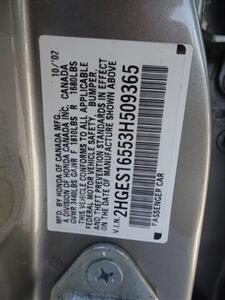 MFD. BY HONDA OF CANADA MFG., 10/'02
A DIVISION OF HONDA CANADA INC. CANADA
GVWR 3460LBS GAWR F 1810LBS R 1680LBS
THIS VEHICLE CONFORMS TO ALL APPLICABLE
FEDERAL MOTOR VEHICLE SAFETY, BUMPER,
AND THEFT PREVENTION STANDARDS IN EFFECT
ON THE DATE OF MANUFACTURE SHOWN ABOVE.
V.I.N. 2HGES16553H509365
PASSENGER CAR